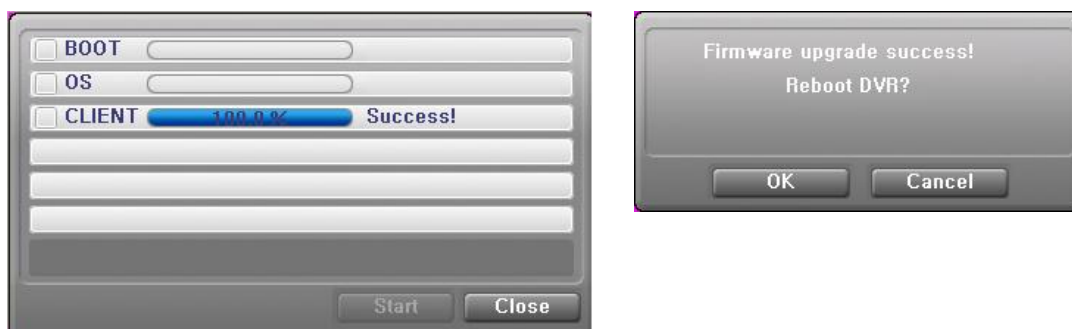 BOOT
OS
CLIENT 100.0 % Success!
Start Close
Firmware upgrade success!
Reboot DVR?
OK Cancel